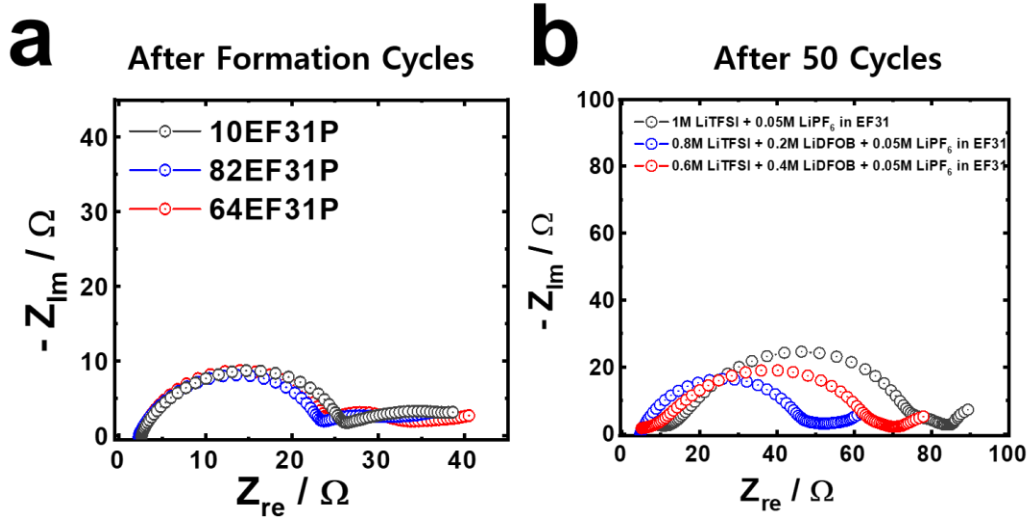 a
After Formation Cycles
40
30
20
10
0
0
10
20
30
40
- Z_Im / Ω
Z_re / Ω
10EF31P
82EF31P
64EF31P
b
After 50 Cycles
100
80
60
40
20
0
0
20
40
60
80
100
- Z_Im / Ω
Z_re / Ω
1M LiTFSI + 0.05M LiPF₆ in EF31
0.8M LiTFSI + 0.2M LiDFOB + 0.05M LiPF₆ in EF31
0.6M LiTFSI + 0.4M LiDFOB + 0.05M LiPF₆ in EF31